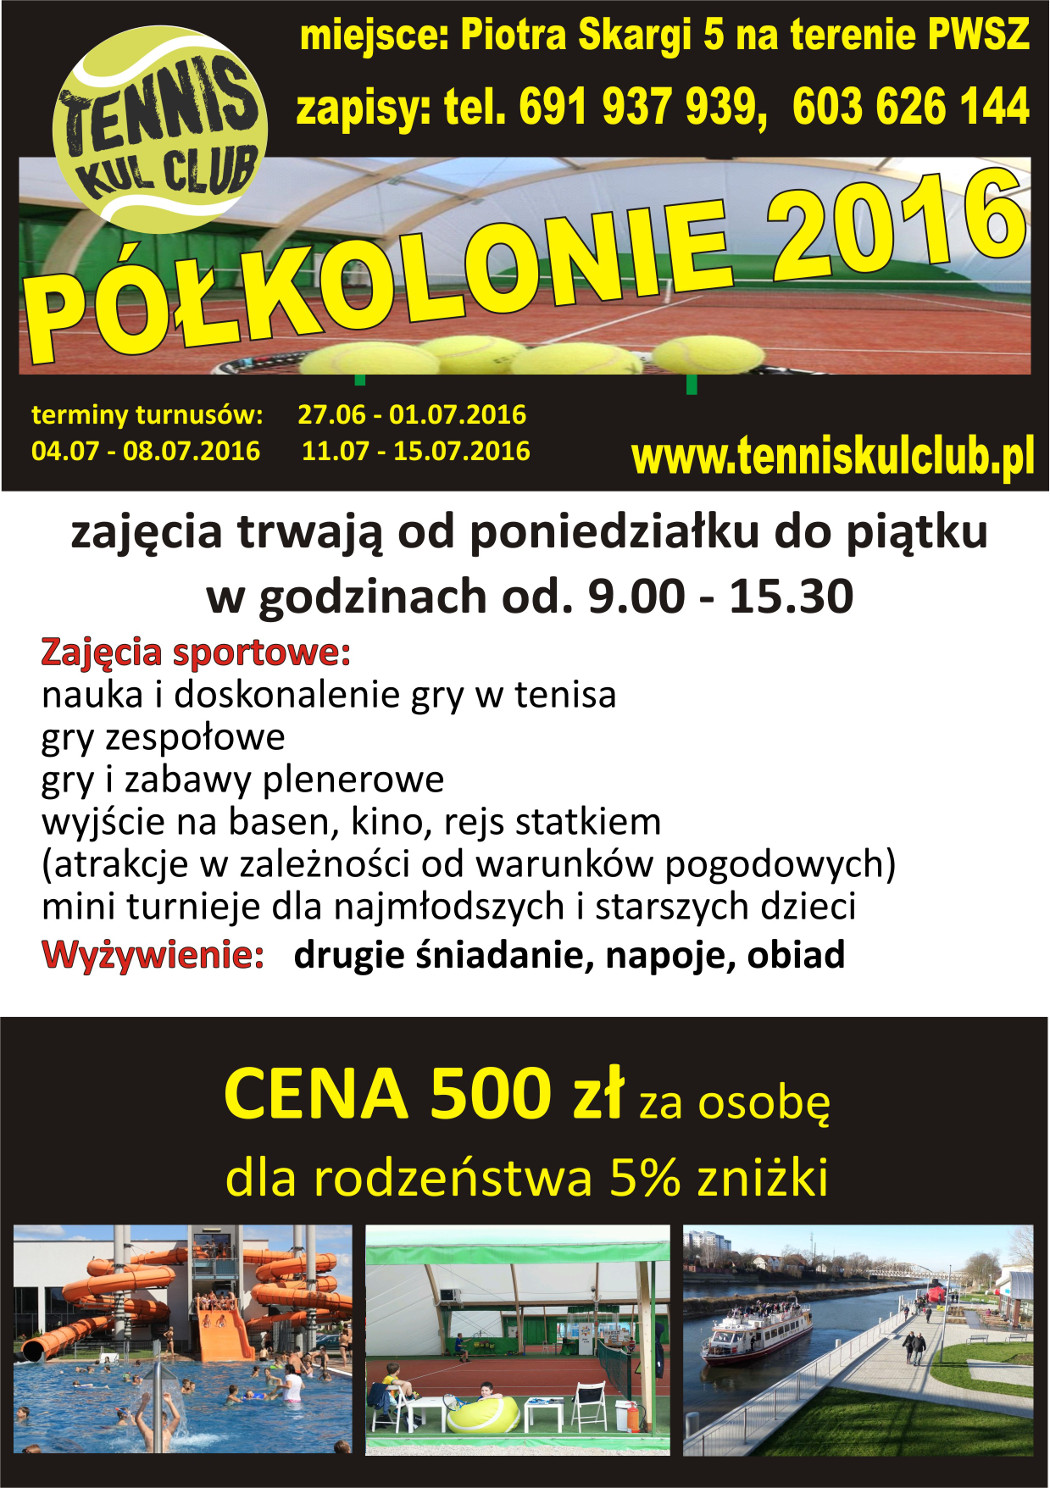 TENNIS
KUL CLUB
miejsce: Piotra Skargi 5 na terenie PWSZ
zapisy: tel. 691 937 939, 603 626 144
PÓŁKOLONIE 2016
terminy turnusów: 27.06 - 01.07.2016
04.07 - 08.07.2016 11.07 - 15.07.2016
www.tenniskulclub.pl
zajęcia trwają od poniedziałku do piątku
w godzinach od. 9.00 - 15.30
Zajęcia sportowe:
nauka i doskonalenie gry w tenisa
gry zespołowe
gry i zabawy plenerowe
wyjście na basen, kino, rejs statkiem
(atrakcje w zależności od warunków pogodowych)
mini turnieje dla najmłodszych i starszych dzieci
Wyżywienie: drugie śniadanie, napoje, obiad
CENA 500 zł za osobę
dla rodzeństwa 5% zniżki